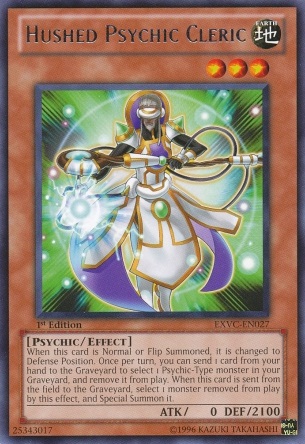 HUSHED PSYCHIC CLERIC
EARTH
地
1st Edition
EXVC-EN027
[PSYCHIC/EFFECT]
When this card is Normal or Flip Summoned, it is changed to
Defense Position. Once per turn, you can send 1 card from your
hand to the Graveyard to select 1 Psychic-Type monster in your
Graveyard, and remove it from play. When this card is sent from
the field to the Graveyard, select 1 monster removed from play
by this effect, and Special Summon it.
ATK/ 0 DEF/2100
25343017
©1996 KAZUKI TAKAHASHI